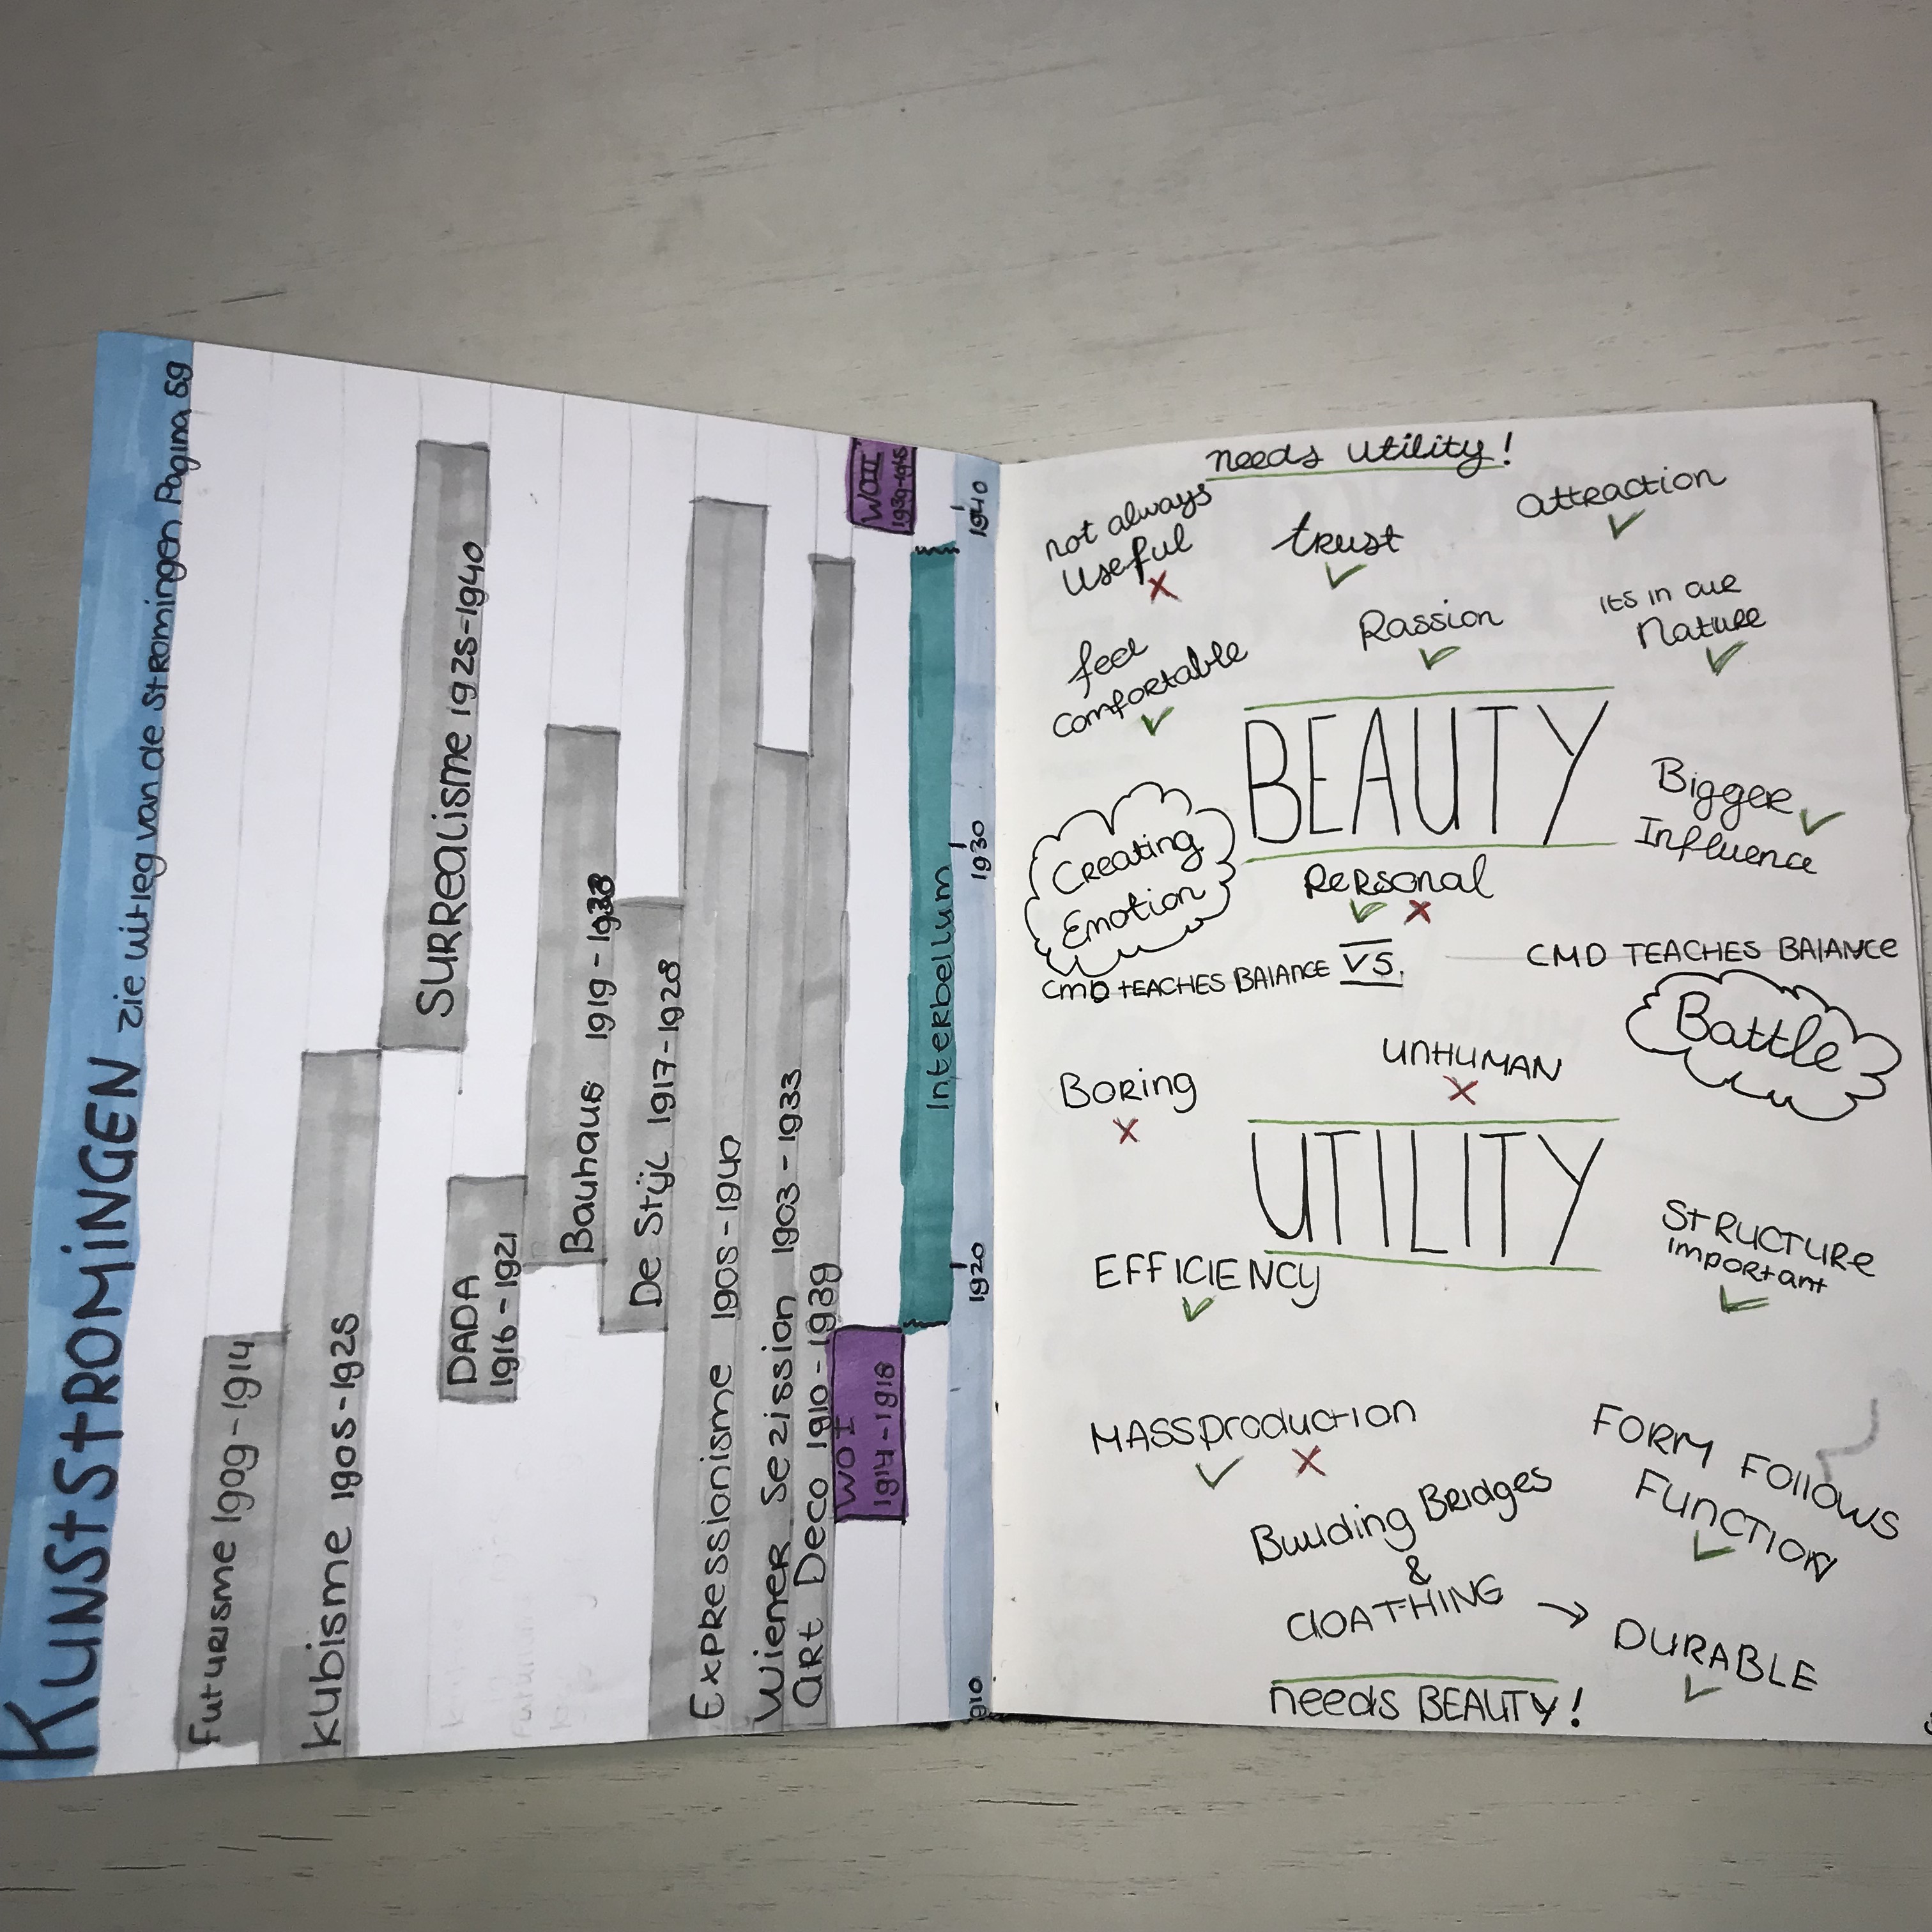 KUNSTSTROMINGEN zie uitleg van de stromingen Pagina 59
Futurisme 1909-1914
Kubisme 1905-1925
SURREALISME 1925-1940
DADA
1916-1921
Bauhaus 1919-1933
De Stijl 1917-1928
Expressionisme 1905-1940
Wiener Sezission 1903-1933
ART Deco 1910-1939
WO I
1914-1918
WOII
1939-1945
Interbellum
1910
1920
1930
1940
needs utility!
not always
useful
trust
attraction
feel
comfortable
Passion
its in our
Nature
BEAUTY
Bigger
Influence
Creating
Emotion
Personal
CMD TEACHES BALANCE VS.
CMD TEACHES BALANCE
Battle
Boring
UNHUMAN
UTILITY
EFFICIENCY
STRUCTURE
important
MASSproduction
FORM FOllOWS
FUNCTION
Building Bridges
&
ClOATHING → DURABLE
needs BEAUTY!